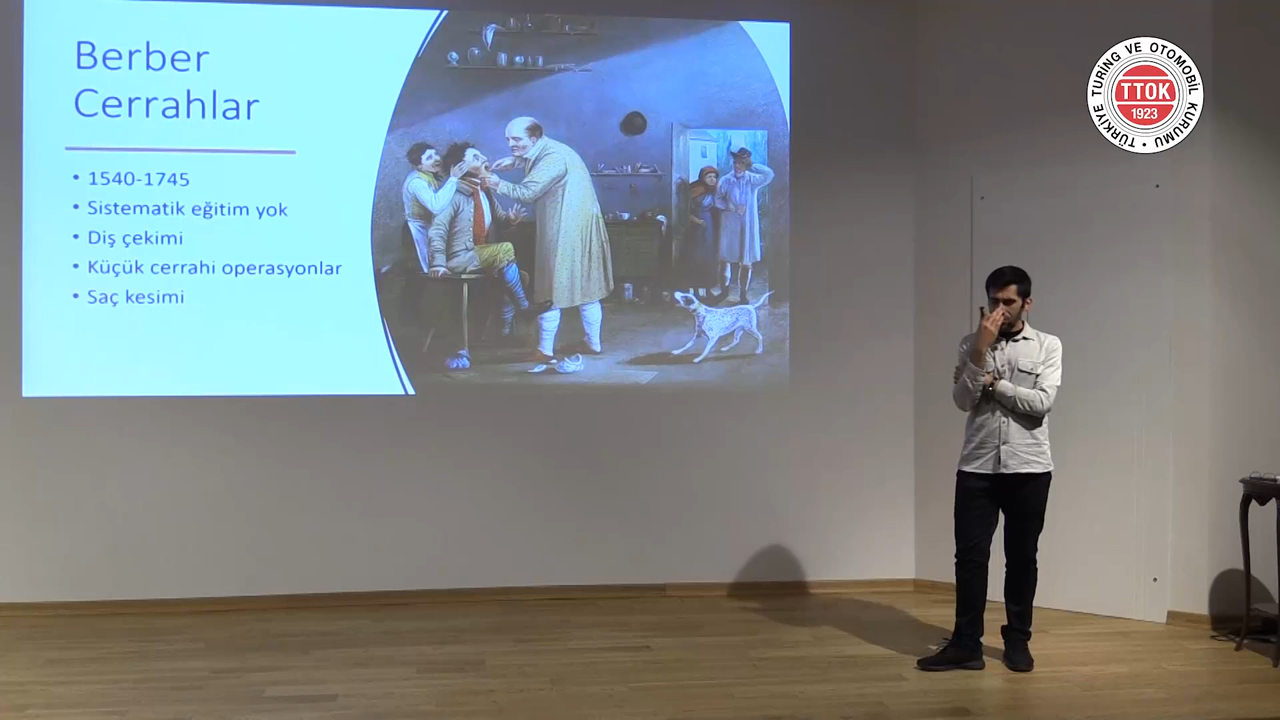 Berber
Cerrahlar
• 1540-1745
• Sistematik eğitim yok
• Diş çekimi
• Küçük cerrahi operasyonlar
• Saç kesimi
TÜRKİYE TURİNG VE OTOMOBİL KURUMU
TTOK
1923